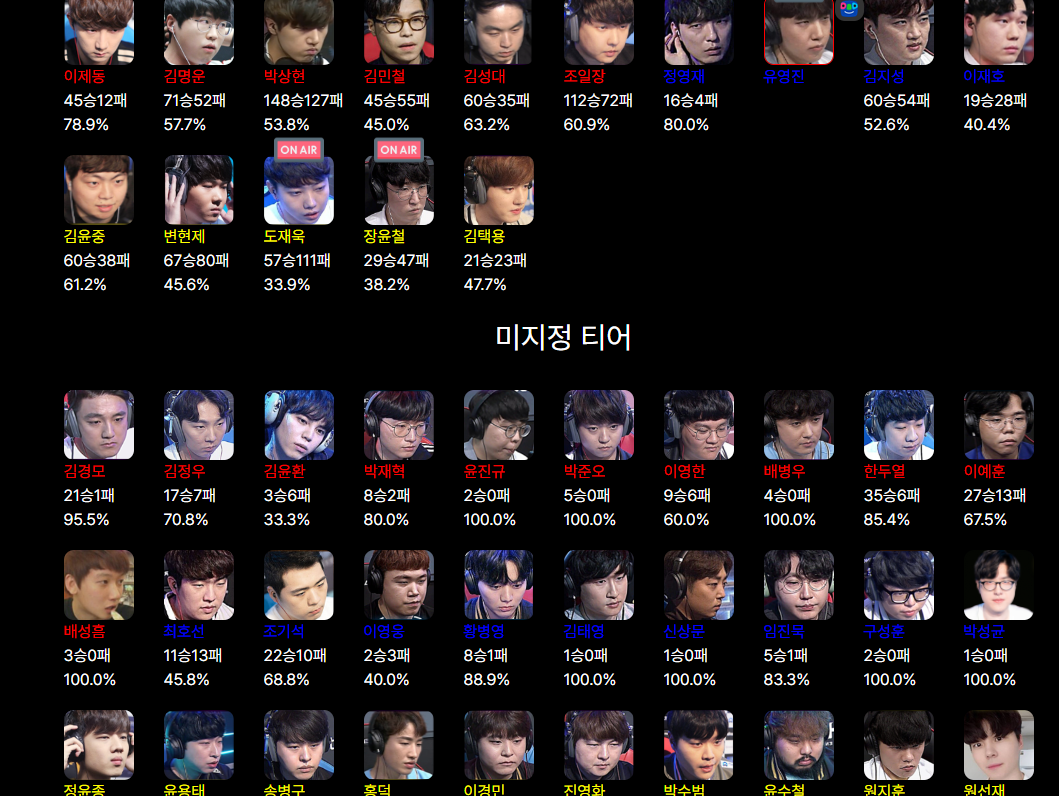 이제동 김명운 박상현 김민철 김성대 조일장 정영재 유영진 김지성 이재호
45승12패 71승52패 148승127패 45승55패 60승35패 112승72패 16승4패 60승54패 19승28패
78.9% 57.7% 53.8% 45.0% 63.2% 60.9% 80.0% 52.6% 40.4%
ON AIR ON AIR
김윤중 변현제 도재욱 장윤철 김택용
60승38패 67승80패 57승111패 29승47패 21승23패
61.2% 45.6% 33.9% 38.2% 47.7%
미지정 티어
김경모 김정우 김윤환 박재혁 윤진규 박준오 이영한 배병우 한두열 이예훈
21승1패 17승7패 3승6패 8승2패 2승0패 5승0패 9승6패 4승0패 35승6패 27승13패
95.5% 70.8% 33.3% 80.0% 100.0% 100.0% 60.0% 100.0% 85.4% 67.5%
배성흠 최호선 조기석 이영웅 황병영 김태영 신상문 임진묵 구성훈 박성균
3승0패 11승13패 22승10패 2승3패 8승1패 1승0패 1승0패 5승1패 2승0패 1승0패
100.0% 45.8% 68.8% 40.0% 88.9% 100.0% 100.0% 83.3% 100.0% 100.0%
정윤종 윤용태 송병구 홍덕 이경민 진영화 박수범 윤수철 원지훈 원선재